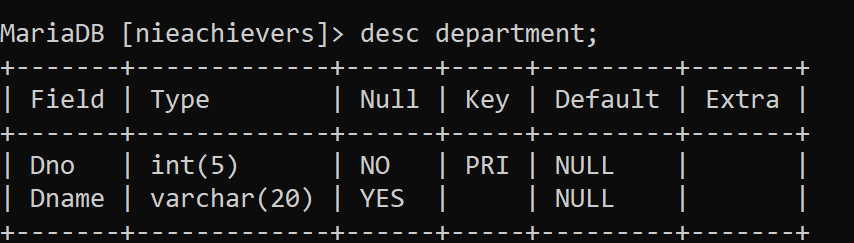 MariaDB [nieachievers]> desc department;
+-------+-------------+------+-----+---------+-------+
| Field | Type        | Null | Key | Default | Extra |
+-------+-------------+------+-----+---------+-------+
| Dno   | int(5)      | NO   | PRI | NULL    |       |
| Dname | varchar(20) | YES  |     | NULL    |       |
+-------+-------------+------+-----+---------+-------+